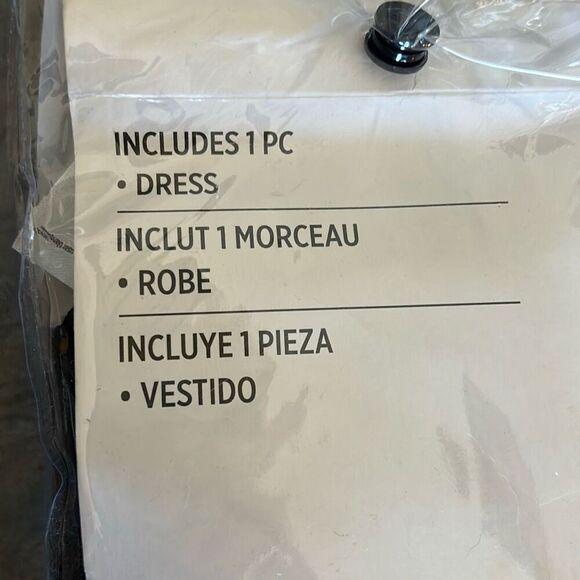 INCLUDES 1 PC
• DRESS
INCLUT 1 MORCEAU
• ROBE
INCLUYE 1 PIEZA
• VESTIDO